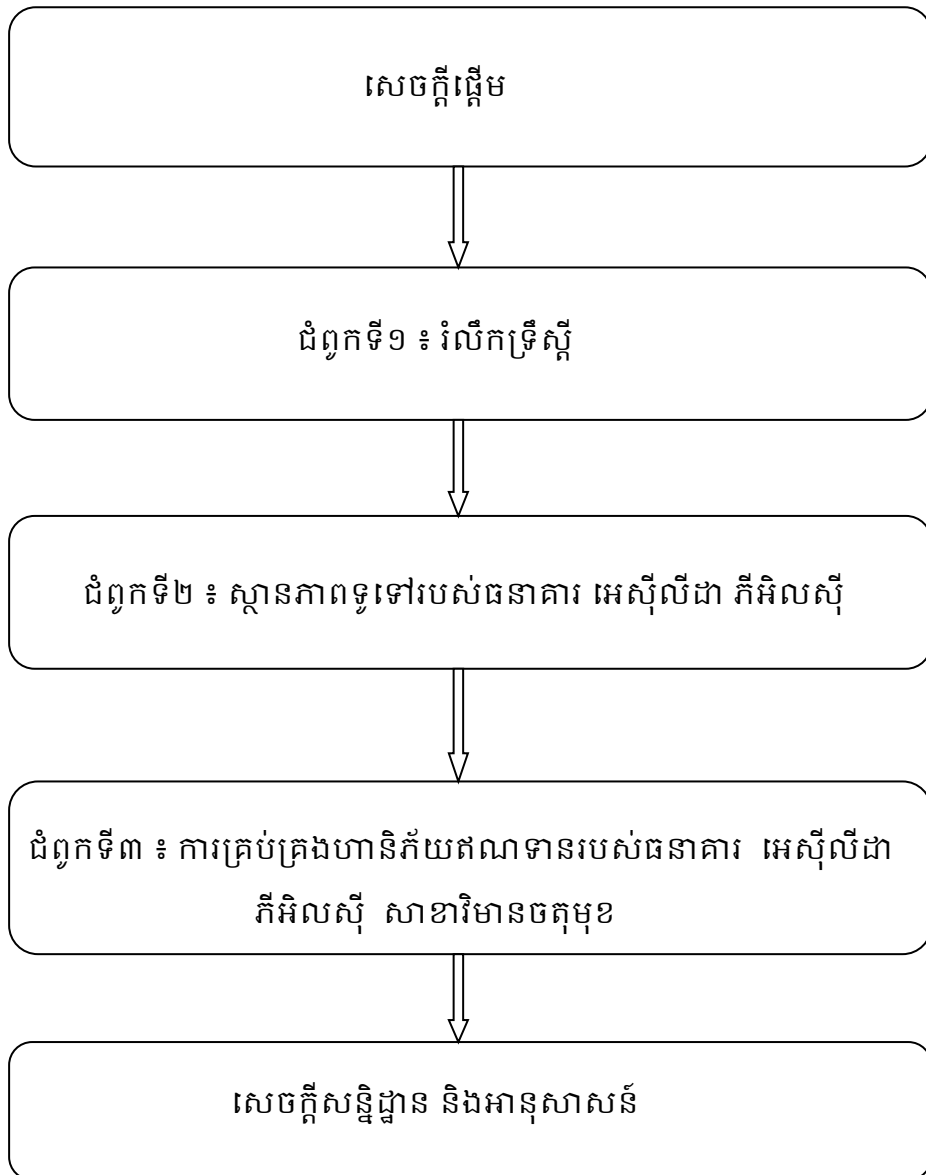 សេចក្តីផ្តើម
ជំពូកទី១ ៖ រំលឹកទ្រឹស្តី
ជំពូកទី២ ៖ ស្ថានភាពទូទៅរបស់ធនាគារ អេស៊ីលីដា ភីអិលស៊ី
ជំពូកទី៣ ៖ ការគ្រប់គ្រងហានិភ័យឥណទានរបស់ធនាគារ អេស៊ីលីដា
ភីអិលស៊ី សាខាវិមានចតុមុខ
សេចក្តីសន្និដ្ឋាន និងអានុសាសន៍